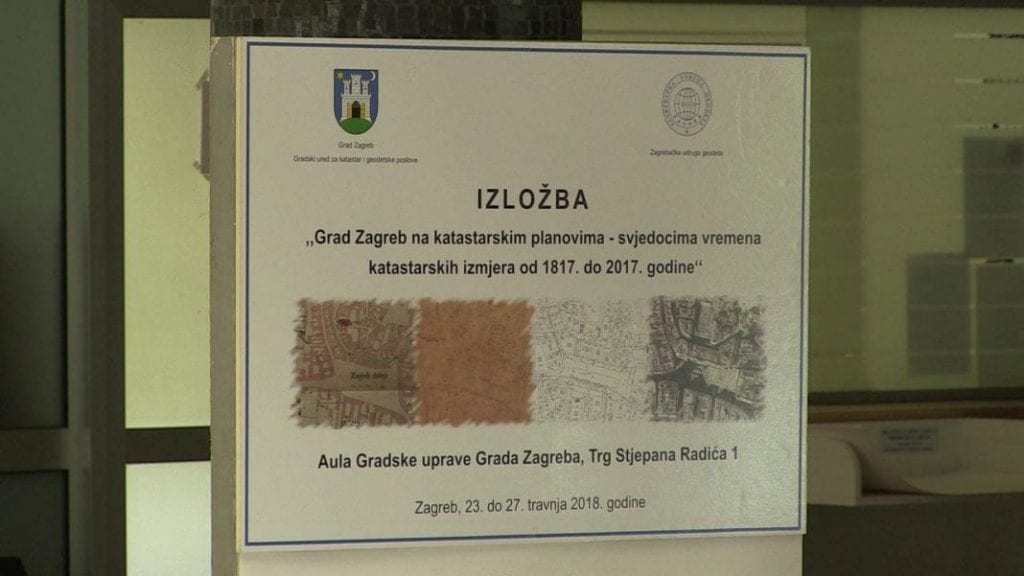 Grad Zagreb
Gradski ured za katastar i geodetske poslove
Zagrebačka udruga geodeta
IZLOŽBA
„Grad Zagreb na katastarskim planovima - svjedocima vremena
katastarskih izmjera od 1817. do 2017. godine“
Aula Gradske uprave Grada Zagreba, Trg Stjepana Radića 1
Zagreb, 23. do 27. travnja 2018. godine